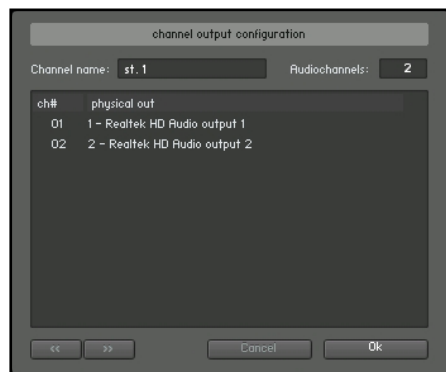 channel output configuration
Channel name: st. 1 Audiochannels: 2
ch# physical out
01 1 - Realtek HD Audio output 1
02 2 - Realtek HD Audio output 2
<< >> Cancel Ok